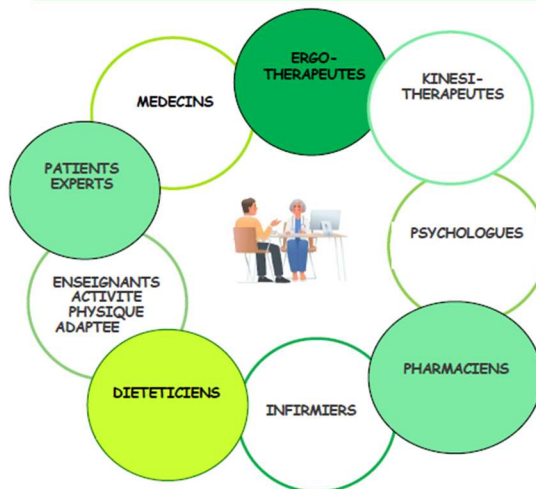 ERGO-
THERAPEUTES
KINESI-
THERAPEUTES
MEDECINS
PATIENTS
EXPERTS
PSYCHOLOGUES
ENSEIGNANTS
ACTIVITE
PHYSIQUE
ADAPTEE
PHARMACIENS
DIETETICIENS
INFIRMIERS